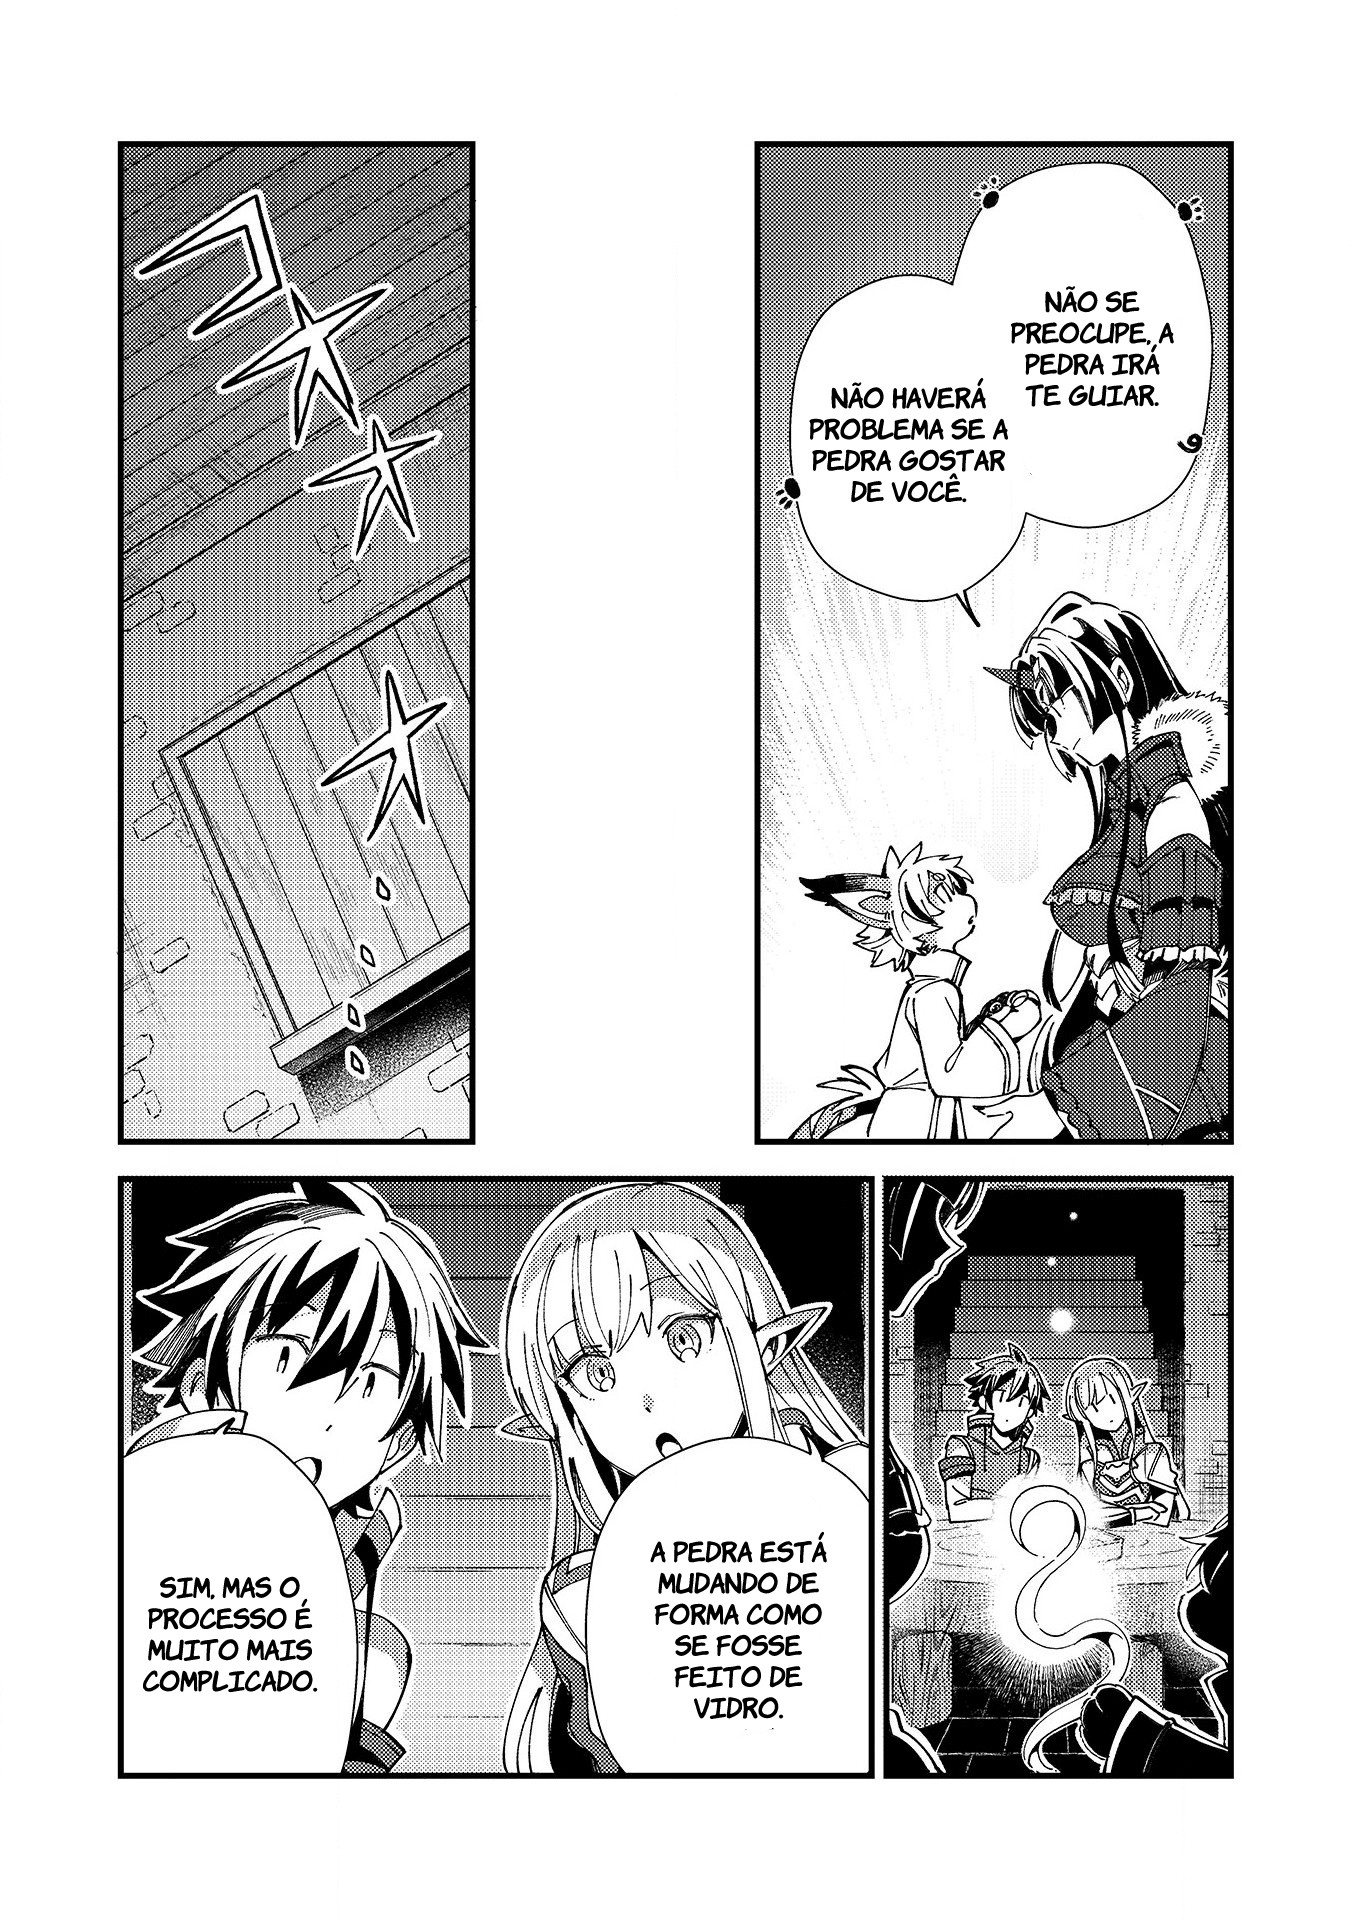 NÃO SE
PREOCUPE, A
PEDRA IRÁ
TE GUIAR.
NÃO HAVERÁ
PROBLEMA SE A
PEDRA GOSTAR
DE VOCÊ.
A PEDRA ESTÁ
MUDANDO DE
FORMA COMO
SE FOSSE
FEITO DE
VIDRO.
SIM, MAS O
PROCESSO É
MUITO MAIS
COMPLICADO.